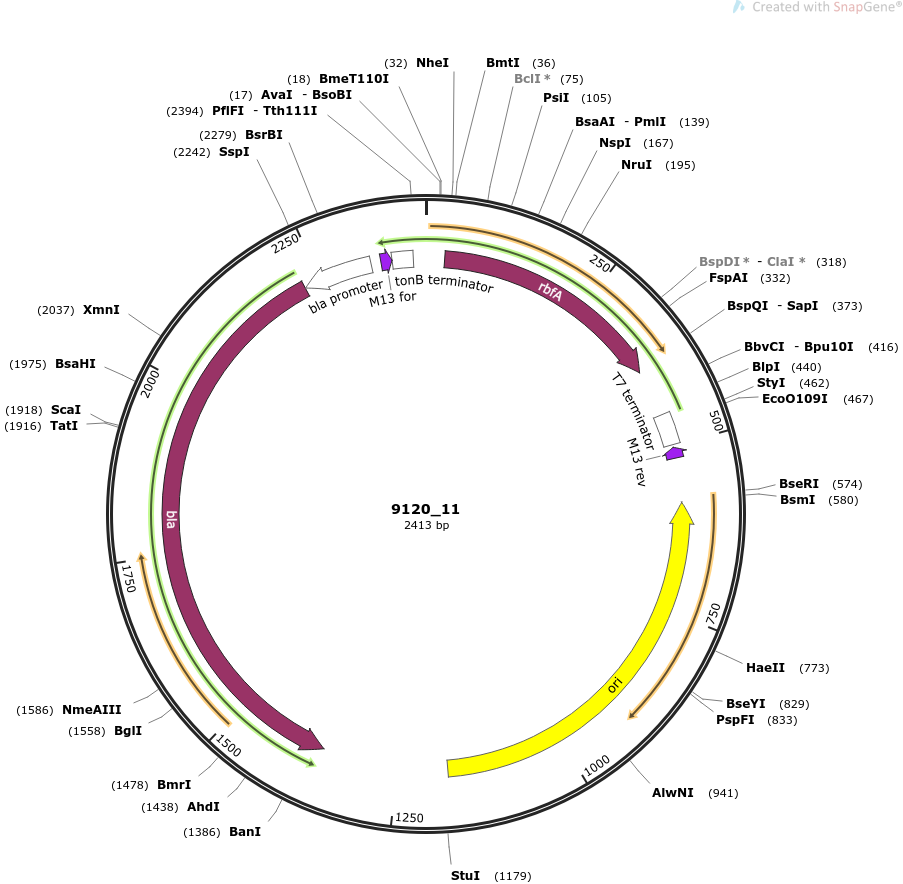 Created with SnapGene®
(32) NheI
BmtI (36)
(18) BmeT110I
BclI * (75)
(17) AvaI - BsoBI
PsiI (105)
(2394) PflFI - Tth111I
BsaAI - PmlI (139)
(2279) BsrBI
NspI (167)
(2242) SspI
NruI (195)
2250
250
BspDI * - ClaI * (318)
FspAI (332)
tonB terminator
rbfA
bla promoter
M13 for
BspQI - SapI (373)
(2037) XmnI
BbvCI - Bpu10I (416)
(1975) BsaHI
BlpI (440)
2000
StyI (462)
EcoO109I (467)
T7 terminator
(1918) ScaI
500
(1916) TatI
M13 rev
BseRI (574)
BsmI (580)
9120_11
2413 bp
bla
1750
750
HaeII (773)
ori
BseYI (829)
(1586) NmeAIII
PspFI (833)
(1558) BglI
1500
1000
(1478) BmrI
AlwNI (941)
(1438) AhdI
1250
(1386) BanI
StuI (1179)